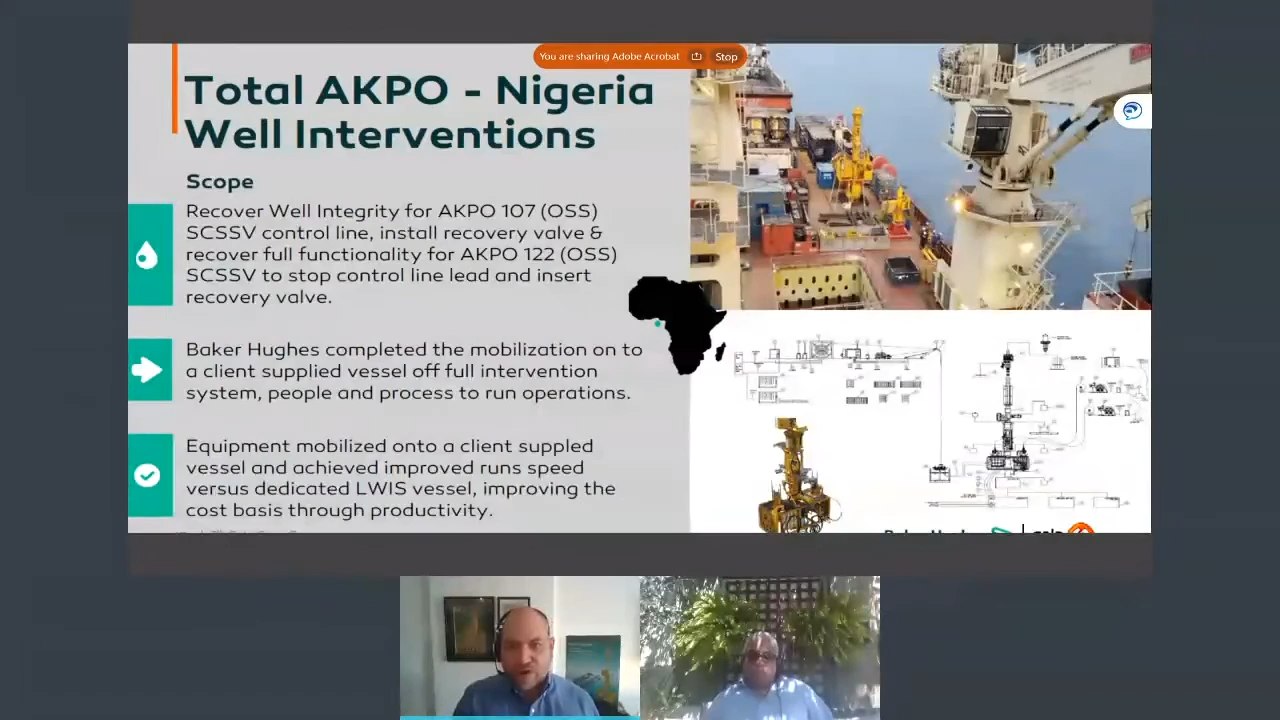 You are sharing Adobe Acrobat
Stop
Total AKPO - Nigeria
Well Interventions
Scope
Recover Well Integrity for AKPO 107 (OSS)
SCSSV control line, install recovery valve &
recover full functionality for AKPO 122 (OSS)
SCSSV to stop control line lead and insert
recovery valve.
Baker Hughes completed the mobilization on to
a client supplied vessel off full intervention
system, people and process to run operations.
Equipment mobilized onto a client suppled
vessel and achieved improved runs speed
versus dedicated LWIS vessel, improving the
cost basis through productivity.